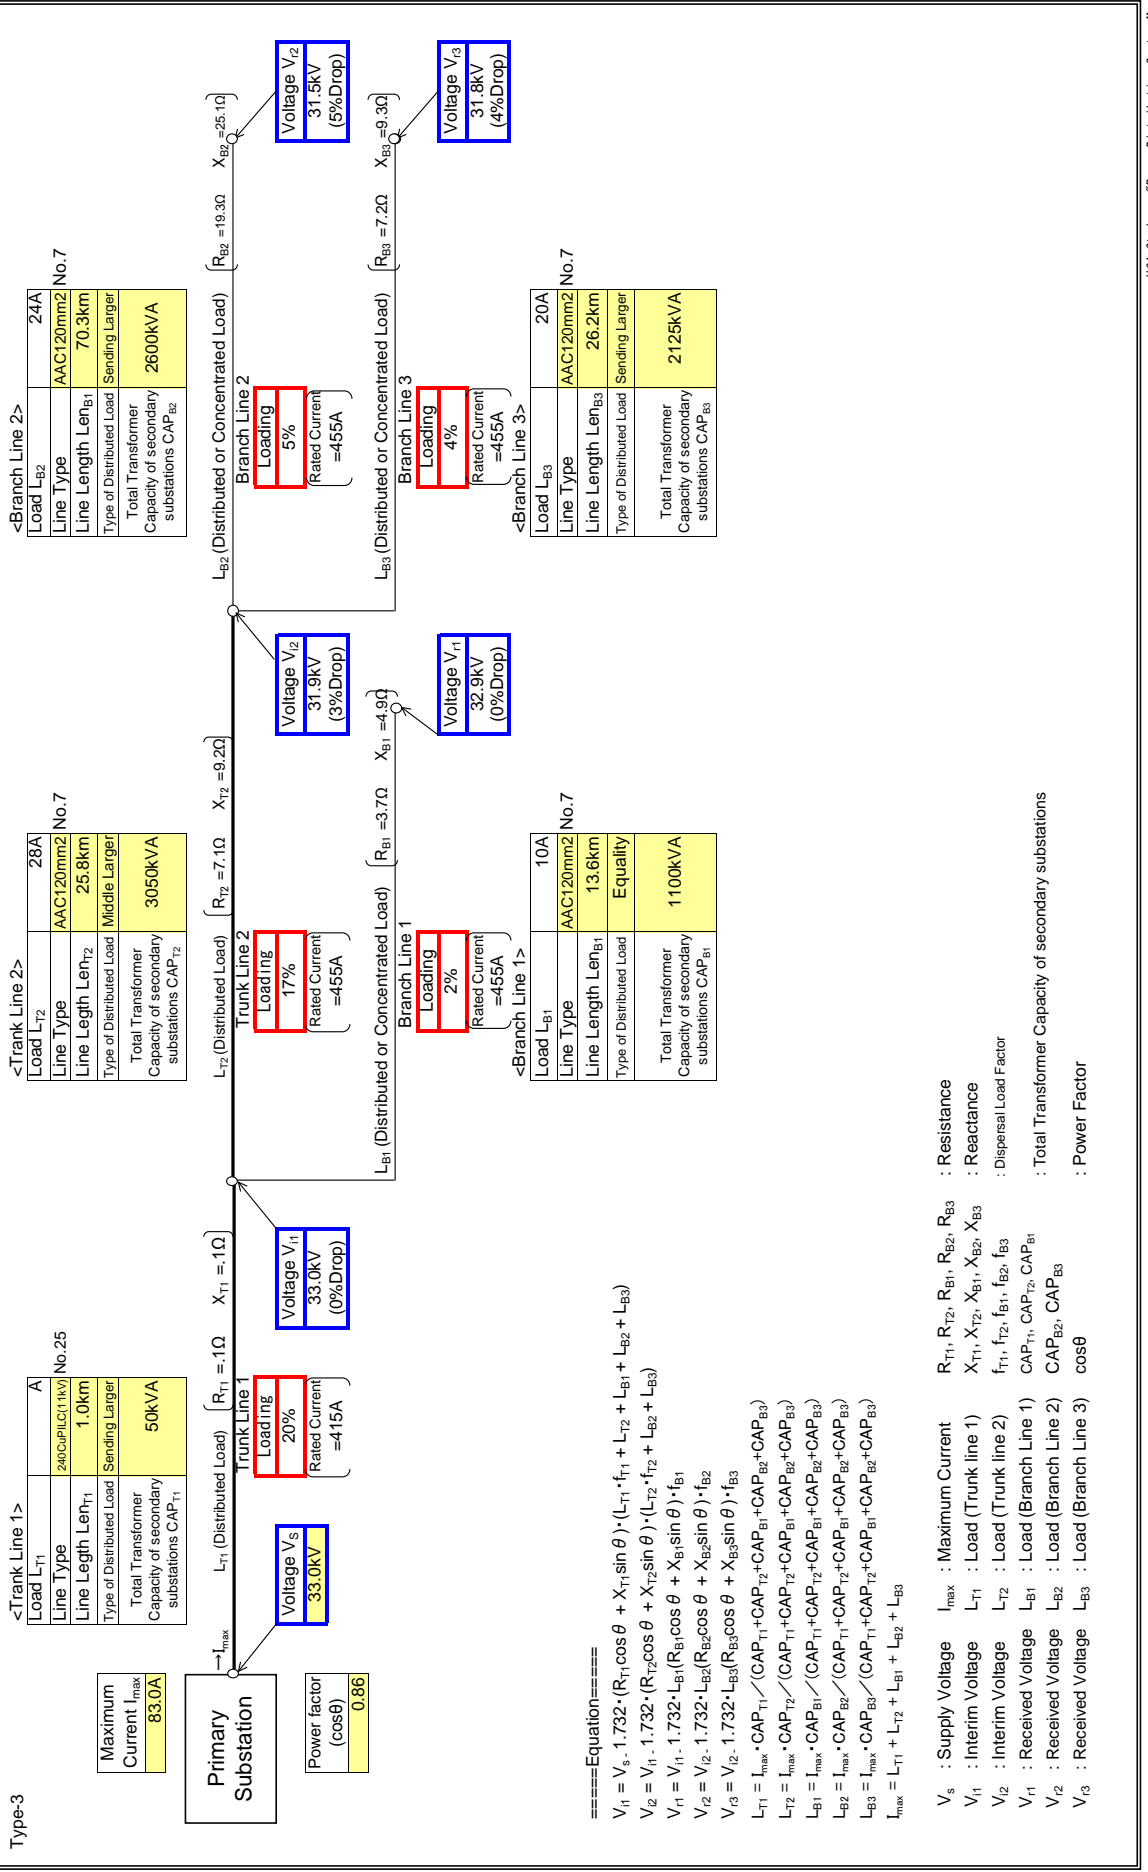 Type-3
Maximum
Current Imax
83.0A
Primary
Substation
Power factor
(cosθ)
0.86
→Imax
Voltage VS
33.0kV
<Trank Line 1>
Load LT1 A
Line Type 240CuPILC(11kV) No.25
Line Legth LenT1 1.0km
Type of Distributed Load Sending Larger
Total Transformer
Capacity of secondary
substations CAPT1
50kVA
LT1 (Distributed Load)
RT1 =.1Ω XT1 =.1Ω
Trunk Line 1
Loading
20%
Rated Current
=415A
Voltage Vi1
33.0kV
(0%Drop)
<Trank Line 2>
Load LT2 28A
Line Type AAC120mm2 No.7
Line Legth LenT2 25.8km
Type of Distributed Load Middle Larger
Total Transformer
Capacity of secondary
substations CAPT2
3050kVA
LT2 (Distributed Load)
RT2 =7.1Ω XT2 =9.2Ω
Trunk Line 2
Loading
17%
Rated Current
=455A
Voltage Vi2
31.9kV
(3%Drop)
LB1 (Distributed or Concentrated Load)
RB1 =3.7Ω XB1 =4.9Ω
Branch Line 1
Loading
2%
Rated Current
=455A
Voltage Vr1
32.9kV
(0%Drop)
<Branch Line 1>
Load LB1 10A
Line Type AAC120mm2 No.7
Line Length LenB1 13.6km
Type of Distributed Load Equality
Total Transformer
Capacity of secondary
substations CAPB1
1100kVA
<Branch Line 2>
Load LB2 24A
Line Type AAC120mm2 No.7
Line Length LenB1 70.3km
Type of Distributed Load Sending Larger
Total Transformer
Capacity of secondary
substations CAPB2
2600kVA
LB2 (Distributed or Concentrated Load)
RB2 =19.3Ω XB2 =25.1Ω
Branch Line 2
Loading
5%
Rated Current
=455A
Voltage Vr2
31.5kV
(5%Drop)
LB3 (Distributed or Concentrated Load)
RB3 =7.2Ω XB3 =9.3Ω
Branch Line 3
Loading
4%
Rated Current
=455A
Voltage Vr3
31.8kV
(4%Drop)
<Branch Line 3>
Load LB3 20A
Line Type AAC120mm2 No.7
Line Length LenB3 26.2km
Type of Distributed Load Sending Larger
Total Transformer
Capacity of secondary
substations CAPB3
2125kVA
=====Equation=====
Vi1 = Vs - 1.732・(RT1cosθ + XT1sinθ)・(LT1・fT1 + LT2 + LB1 + LB2 + LB3)
Vi2 = Vi1 - 1.732・(RT2cosθ + XT2sinθ)・(LT2・fT2 + LB2 + LB3)
Vr1 = Vi1 - 1.732・LB1(RB1cosθ + XB1sinθ)・fB1
Vr2 = Vi2 - 1.732・LB2(RB2cosθ + XB2sinθ)・fB2
Vr3 = Vi2 - 1.732・LB3(RB3cosθ + XB3sinθ)・fB3
LT1 = Imax・CAPT1／(CAPT1+CAPT2+CAPB1+CAPB2+CAPB3)
LT2 = Imax・CAPT2／(CAPT1+CAPT2+CAPB1+CAPB2+CAPB3)
LB1 = Imax・CAPB1／(CAPT1+CAPT2+CAPB1+CAPB2+CAPB3)
LB2 = Imax・CAPB2／(CAPT1+CAPT2+CAPB1+CAPB2+CAPB3)
LB3 = Imax・CAPB3／(CAPT1+CAPT2+CAPB1+CAPB2+CAPB3)
Imax = LT1 + LT2 + LB1 + LB2 + LB3
Vs : Supply Voltage Imax : Maximum Current RT1, RT2, RB1, RB2, RB3 : Resistance
Vi1 : Interim Voltage LT1 : Load (Trunk line 1) XT1, XT2, XB1, XB2, XB3 : Reactance
Vi2 : Interim Voltage LT2 : Load (Trunk line 2) fT1, fT2, fB1, fB2, fB3 : Dispersal Load Factor
Vr1 : Received Voltage LB1 : Load (Branch Line 1) CAPT1, CAPT2, CAPB1
Vr2 : Received Voltage LB2 : Load (Branch Line 2) CAPB2, CAPB3 : Total Transformer Capacity of secondary substations
Vr3 : Received Voltage LB3 : Load (Branch Line 3) cosθ : Power Factor